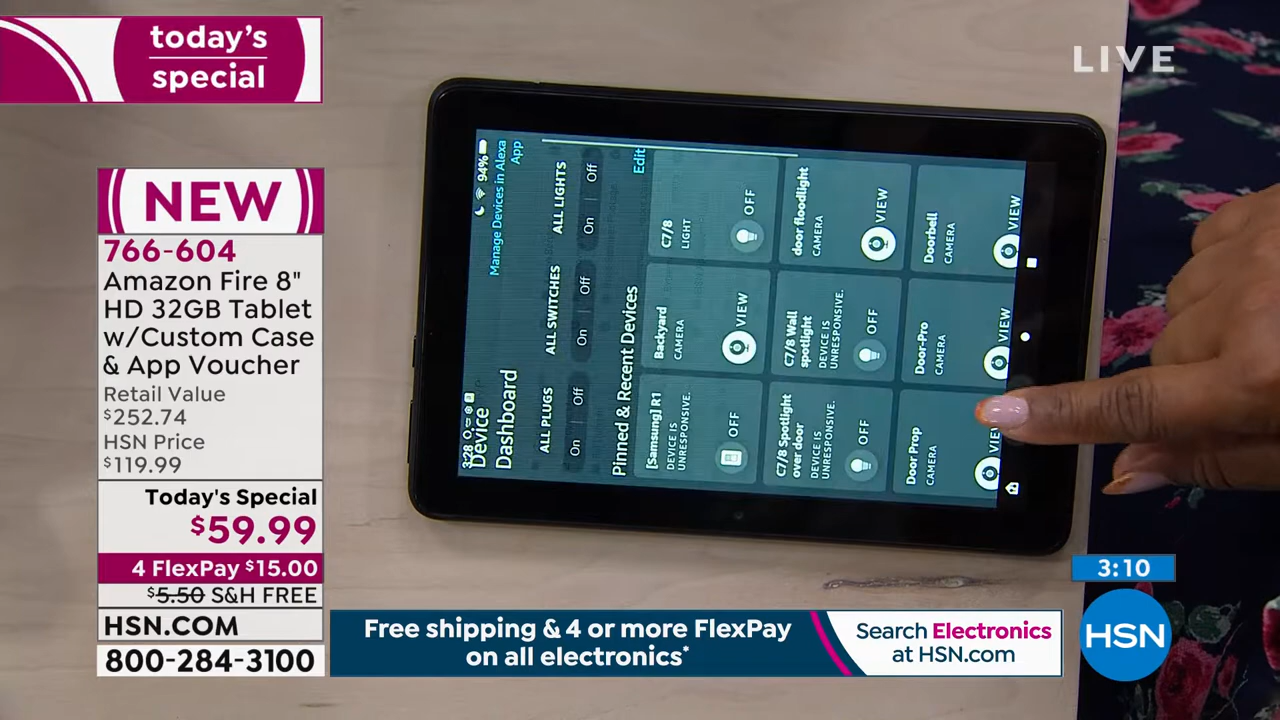 today's
special
LIVE
NEW
766-604
Amazon Fire 8"
HD 32GB Tablet
w/Custom Case
& App Voucher
Retail Value
$252.74
HSN Price
$119.99
Today's Special
$59.99
4 FlexPay $15.00
$5.50 S&H FREE
HSN.COM
800-284-3100
3:28
94%
Device
Dashboard
Manage Devices in Alexa
App
ALL PLUGS
On | Off
ALL SWITCHES
On | Off
ALL LIGHTS
On | Off
Pinned & Recent Devices
Edit
[Samsung] R1
DEVICE IS
UNRESPONSIVE.
OFF
Backyard
CAMERA
VIEW
C7/8
LIGHT
OFF
C7/8 Spotlight
over door
DEVICE IS
UNRESPONSIVE.
OFF
C7/8 Wall
spotlight
DEVICE IS
UNRESPONSIVE.
OFF
door floodlight
CAMERA
VIEW
Door Prop
CAMERA
VIEW
Door-Pro
CAMERA
VIEW
Doorbell
CAMERA
VIEW
3:10
HSN
Free shipping & 4 or more FlexPay
on all electronics*
Search Electronics
at HSN.com